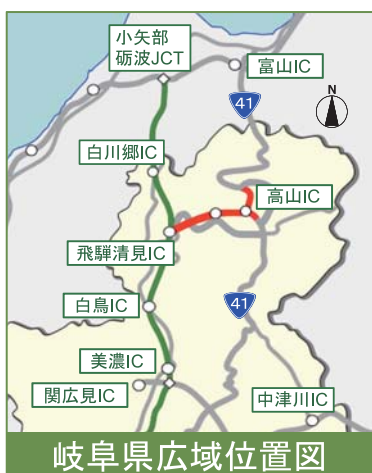 小矢部
砺波JCT
富山IC
41
N
白川郷IC
高山IC
飛騨清見IC
41
白鳥IC
美濃IC
関広見IC
中津川IC
岐阜県広域位置図